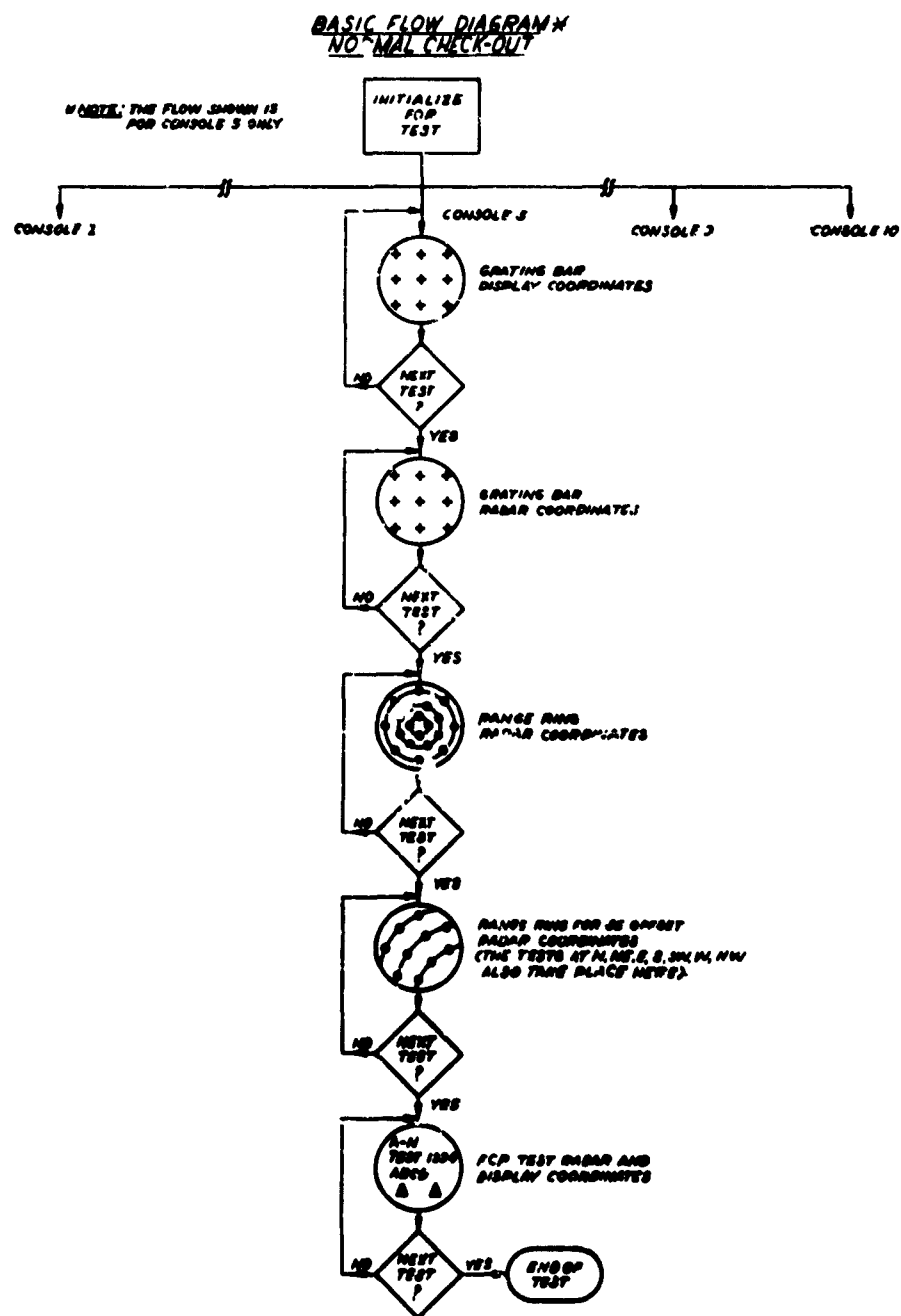 BASIC FLOW DIAGRAM *
NO^MAL CHECK-OUT
INITIALIZE
FOR
TEST
* NOTE: THE FLOW SHOWN IS
FOR CONSOLE 5 ONLY
CONSOLE 1
CONSOLE 5
CONSOLE 9
CONSOLE 10
GRATING BAR
DISPLAY COORDINATES
NEXT
TEST
?
NO
YES
GRATING BAR
RADAR COORDINATES
NEXT
TEST
?
NO
YES
RANGE RING
RADAR COORDINATES
NEXT
TEST
?
NO
YES
RANGE RING FOR SE OFFSET
RADAR COORDINATES
(THE TESTS AT N, NE, E, S, SW, W, NW
ALSO TAKE PLACE HERE).
NEXT
TEST
?
NO
YES
A-N
TEST
FCP TEST RADAR AND
DISPLAY COORDINATES
NEXT
TEST
?
NO
YES
END OF
TEST